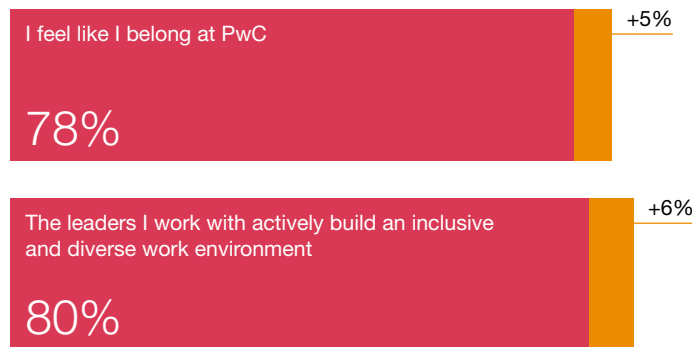 I feel like I belong at PwC
+5%
78%
The leaders I work with actively build an inclusive
and diverse work environment
+6%
80%